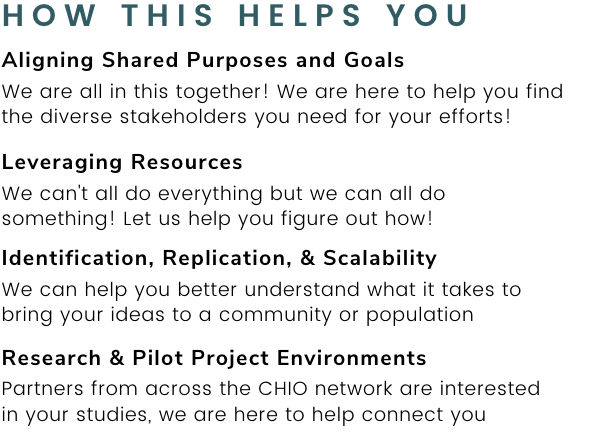 HOW THIS HELPS YOU
Aligning Shared Purposes and Goals
We are all in this together! We are here to help you find
the diverse stakeholders you need for your efforts!
Leveraging Resources
We can't all do everything but we can all do
something! Let us help you figure out how!
Identification, Replication, & Scalability
We can help you better understand what it takes to
bring your ideas to a community or population
Research & Pilot Project Environments
Partners from across the CHIO network are interested
in your studies, we are here to help connect you